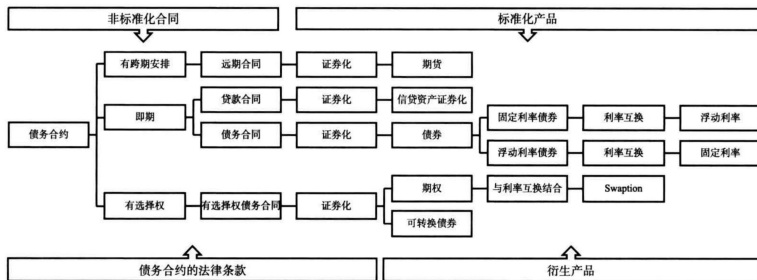 非标准化合同
标准化产品
有跨期安排
远期合同
证券化
期货
贷款合同
证券化
信贷资产证券化
债务合约
即期
债务合同
证券化
债券
固定利率债券
利率互换
浮动利率
浮动利率债券
利率互换
固定利率
有选择权
有选择权债务合同
证券化
期权
与利率互换结合
Swaption
可转换债券
债务合约的法律条款
衍生产品